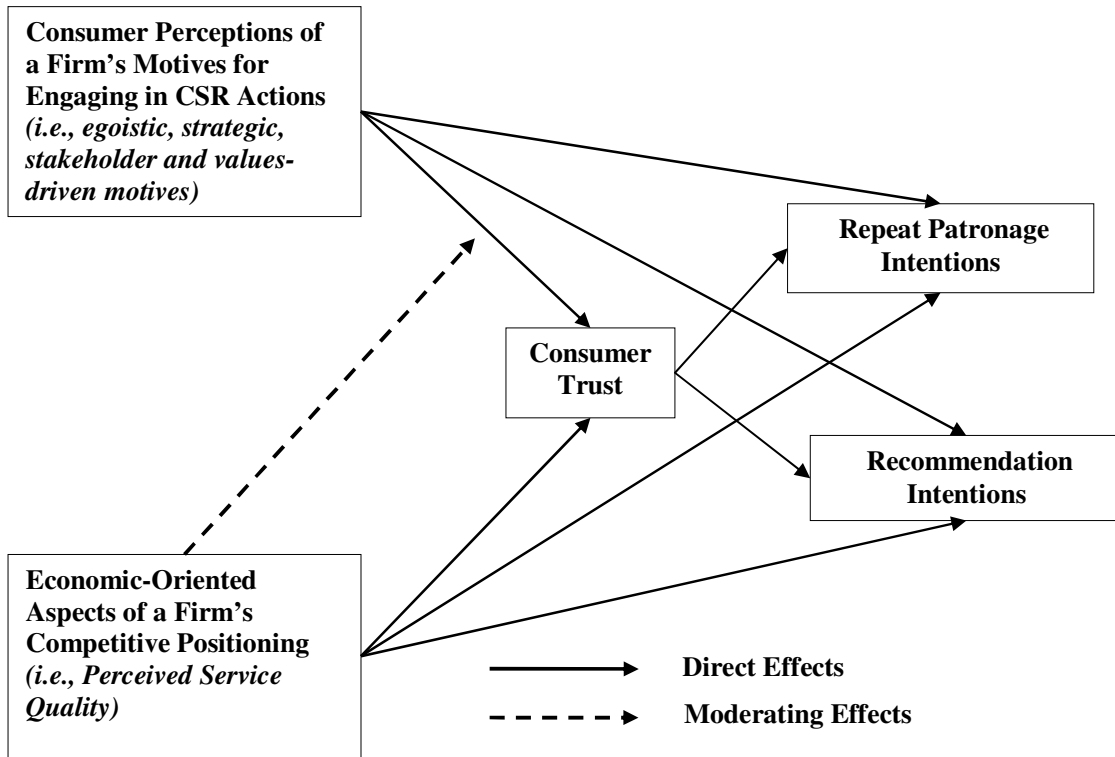 Consumer Perceptions of
a Firm’s Motives for
Engaging in CSR Actions
(i.e., egoistic, strategic,
stakeholder and values-
driven motives)
Repeat Patronage
Intentions
Consumer
Trust
Recommendation
Intentions
Economic-Oriented
Aspects of a Firm’s
Competitive Positioning
(i.e., Perceived Service
Quality)
Direct Effects
Moderating Effects